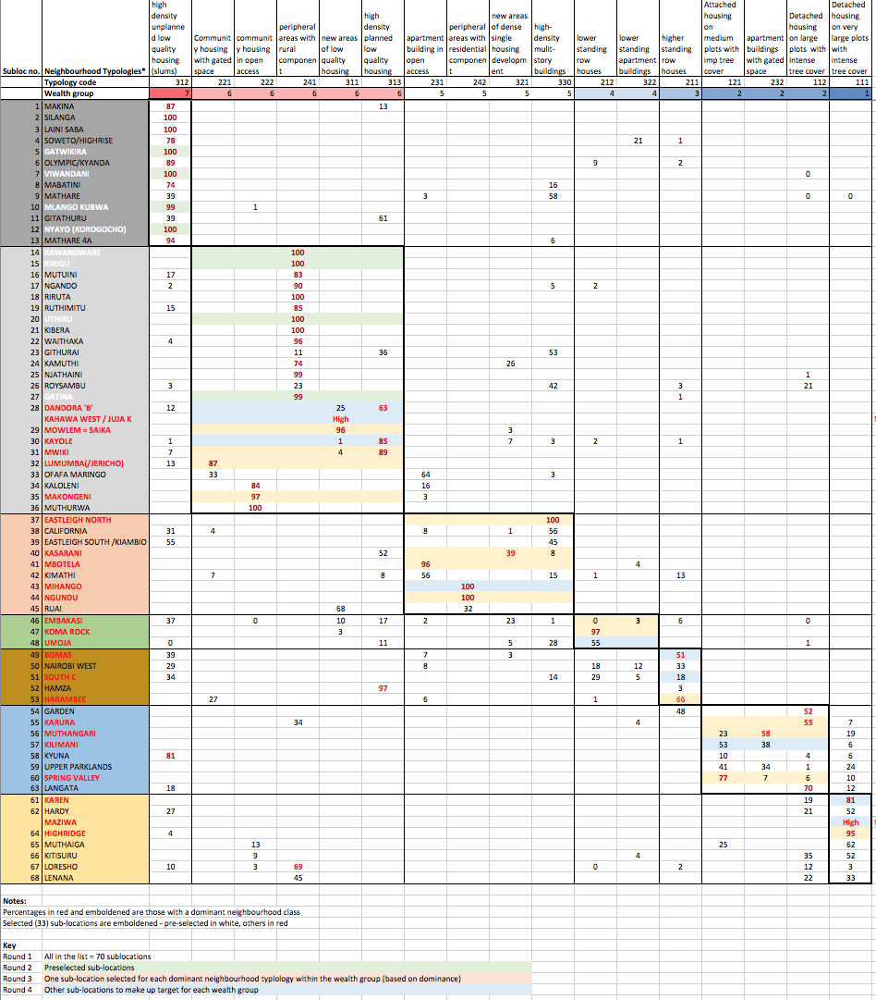 Subloc no. Neighbourhood Typologies* high density unplanne d low quality housing (slums) Communit y housing with gated space communit y housing in open access peripheral areas with rural componen t new areas of low quality housing high density planned low quality housing apartment building in open access peripheral areas with residential componen t new areas of dense single housing developm ent high- density mulit- story buildings lower standing row houses lower standing apartment buildings higher standing row houses Attached housing on medium plots with imp tree cover apartment buildings with gated space Detached housing on large plots with intense tree cover Detached housing on very large plots with intense tree cover
Typology code 312 221 222 241 311 313 231 242 321 330 212 322 211 121 232 112 111
Wealth group 7 6 6 6 6 6 5 5 5 5 4 4 3 2 2 2 1
1 MAKINA 87 13
2 SILANGA 100
3 LAINI SABA 100
4 SOWETO/HIGHRISE 78 21 1
5 GATWIKIRA 100
6 OLYMPIC/KYANDA 89 9 2
7 VIWANDANI 100 0
8 MABATINI 74 16
9 MATHARE 39 3 58 0 0
10 MLANGO KUBWA 99 1
11 GITATHURU 39 61
12 NYAYO (KOROGOCHO) 100
13 MATHARE 4A 94 6
14 KAWANGWARE 100
15 KIRIGU 100
16 MUTUINI 17 83
17 NGANDO 2 90 5 2
18 RIRUTA 100
19 RUTHIMITU 15 85
20 UTHIRU 100
21 KIBERA 100
22 WAITHAKA 4 96
23 GITHURAI 11 36 53
24 KAMUTHI 74 26
25 NJATHAINI 99 1
26 ROYSAMBU 3 23 42 3 21
27 GATINA 99 1
28 DANDORA 'B' 12 25 63
KAHAWA WEST / JUJA K High
29 MOWLEM = SAIKA 96 3
30 KAYOLE 1 1 85 7 3 2 1
31 MWIKI 7 4 89
32 LUMUMBA(/JERICHO) 13 87
33 OFAFA MARINGO 33 64 3
34 KALOLENI 84 16
35 MAKONGENI 97 3
36 MUTHURWA 100
37 EASTLEIGH NORTH 100
38 CALIFORNIA 31 4 8 1 56
39 EASTLEIGH SOUTH /KIAMBIO 55 45
40 KASARANI 52 39 8
41 MBOTELA 96 4
42 KIMATHI 7 8 56 15 1 13
43 MIHANGO 100
44 NGUNDU 100
45 RUAI 68 32
46 EMBAKASI 37 0 10 17 2 23 1 0 3 6 0
47 KOMA ROCK 3 97
48 UMOJA 0 11 5 28 55 1
49 BOMAS 39 7 3 51
50 NAIROBI WEST 29 8 18 12 33
51 SOUTH C 34 14 29 5 18
52 HAMZA 97 3
53 HARAMBEE 27 6 1 66
54 GARDEN 48 52
55 KARURA 34 4 55 7
56 MUTHANGARI 23 58 19
57 KILIMANI 53 38 6
58 KYUNA 81 10 4 6
59 UPPER PARKLANDS 41 34 1 24
60 SPRING VALLEY 77 7 6 10
63 LANGATA 18 70 12
61 KAREN 19 81
62 HARDY 27 21 52
MAZIWA High
64 HIGHRIDGE 4 95
65 MUTHAIGA 13 25 62
66 KITISURU 9 4 35 52
67 LORESHO 10 3 69 0 2 12 3
68 LENANA 45 22 33
Notes:
Percentages in red and emboldened are those with a dominant neighbourhood class
Selected (33) sub-locations are emboldened - pre-selected in white, others in red
Key
Round 1 All in the list = 70 sublocations
Round 2 Preselected sub-locations
Round 3 One sub-location selected for each dominant neighbourhood typlology within the wealth group (based on dominance)
Round 4 Other sub-locations to make up target for each wealth group